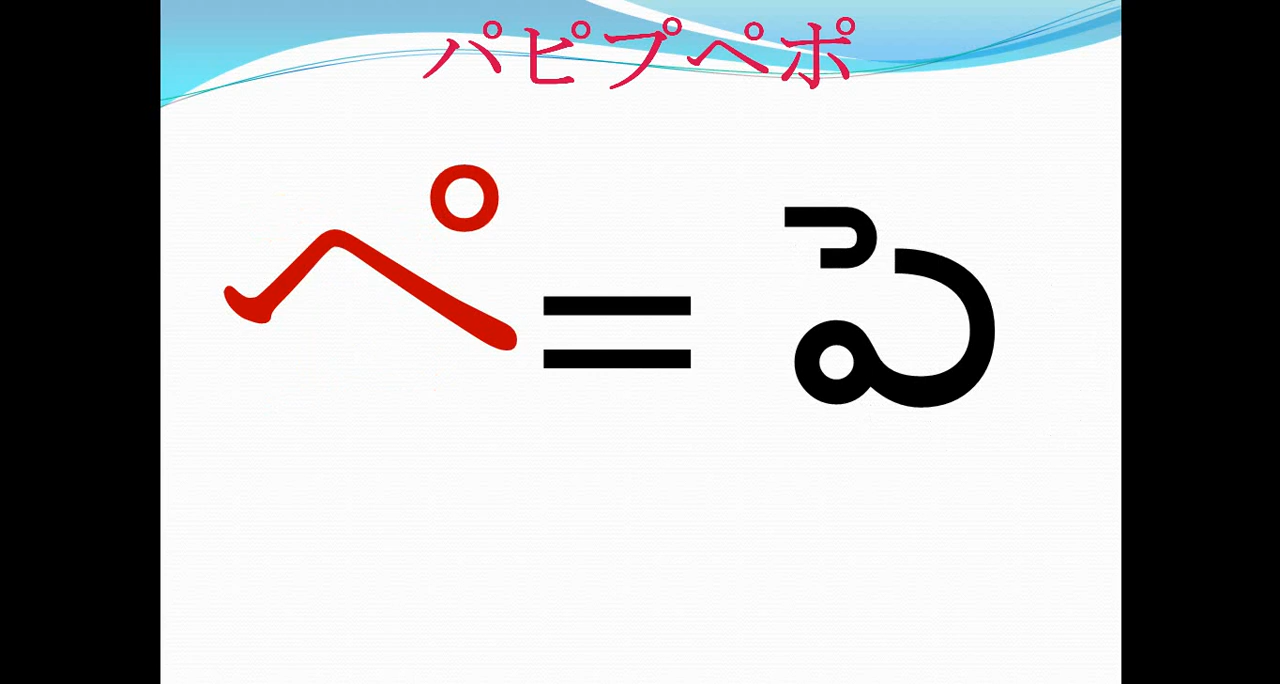 パピプペポ
ペ = పె